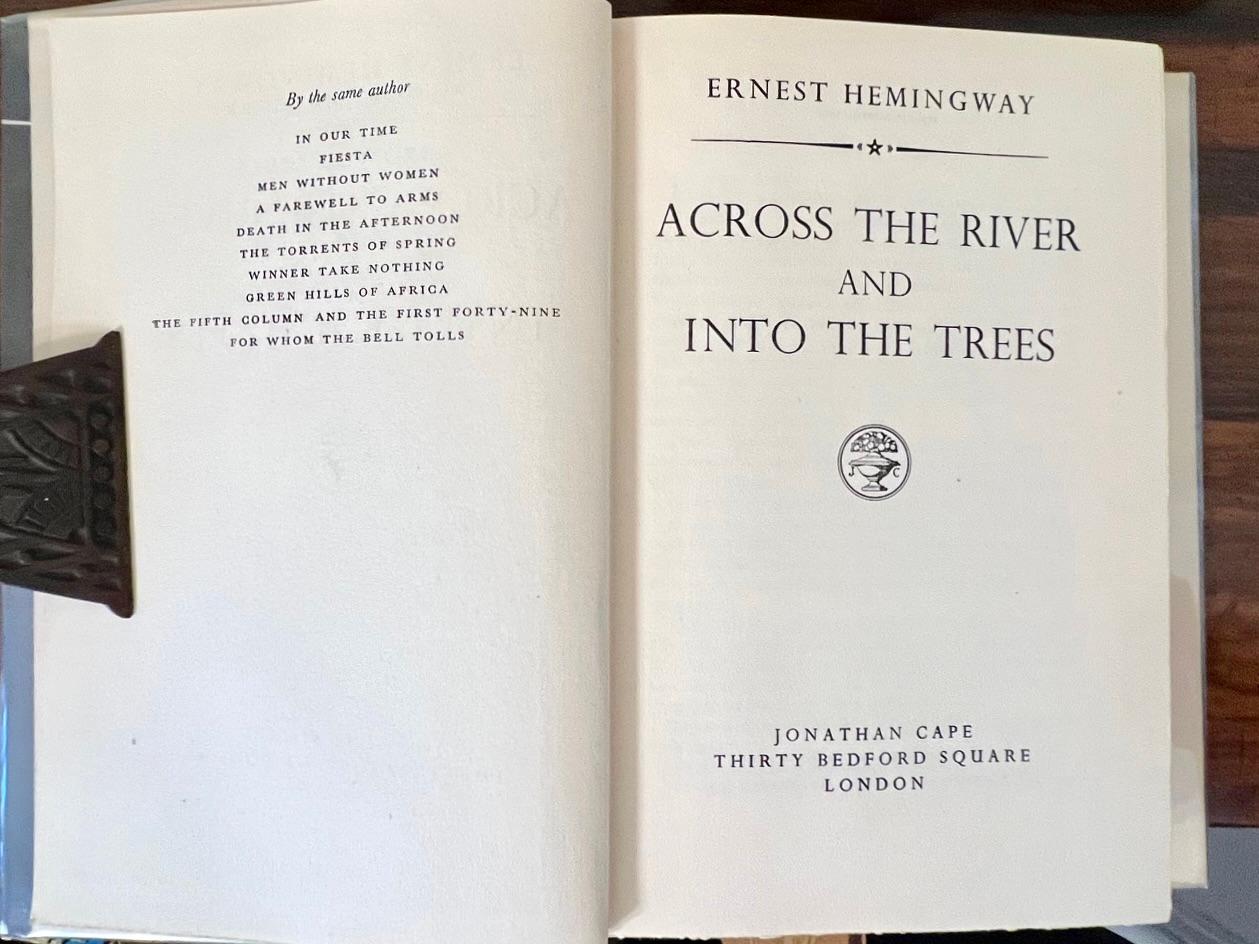 By the same author
IN OUR TIME
FIESTA
MEN WITHOUT WOMEN
A FAREWELL TO ARMS
DEATH IN THE AFTERNOON
THE TORRENTS OF SPRING
WINNER TAKE NOTHING
GREEN HILLS OF AFRICA
THE FIFTH COLUMN AND THE FIRST FORTY-NINE
FOR WHOM THE BELL TOLLS
ERNEST HEMINGWAY
ACROSS THE RIVER
AND
INTO THE TREES
J C
JONATHAN CAPE
THIRTY BEDFORD SQUARE
LONDON